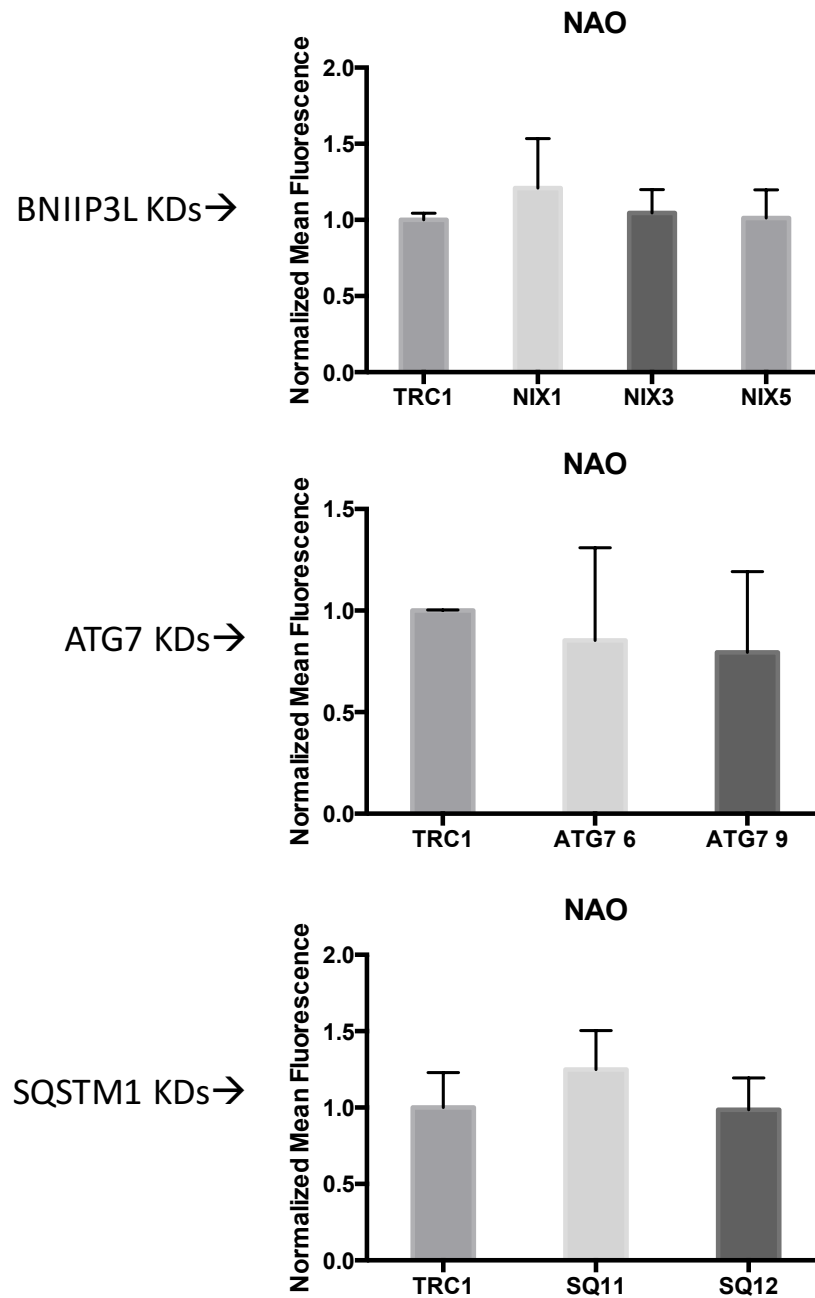 NAO
Normalized Mean Fluorescence
2.0
1.5
1.0
0.5
0.0
BNIIP3L KDs→
TRC1 NIX1 NIX3 NIX5
NAO
Normalized Mean Fluorescence
1.5
1.0
0.5
0.0
ATG7 KDs→
TRC1 ATG7 6 ATG7 9
NAO
Normalized Mean Fluorescence
2.0
1.5
1.0
0.5
0.0
SQSTM1 KDs→
TRC1 SQ11 SQ12